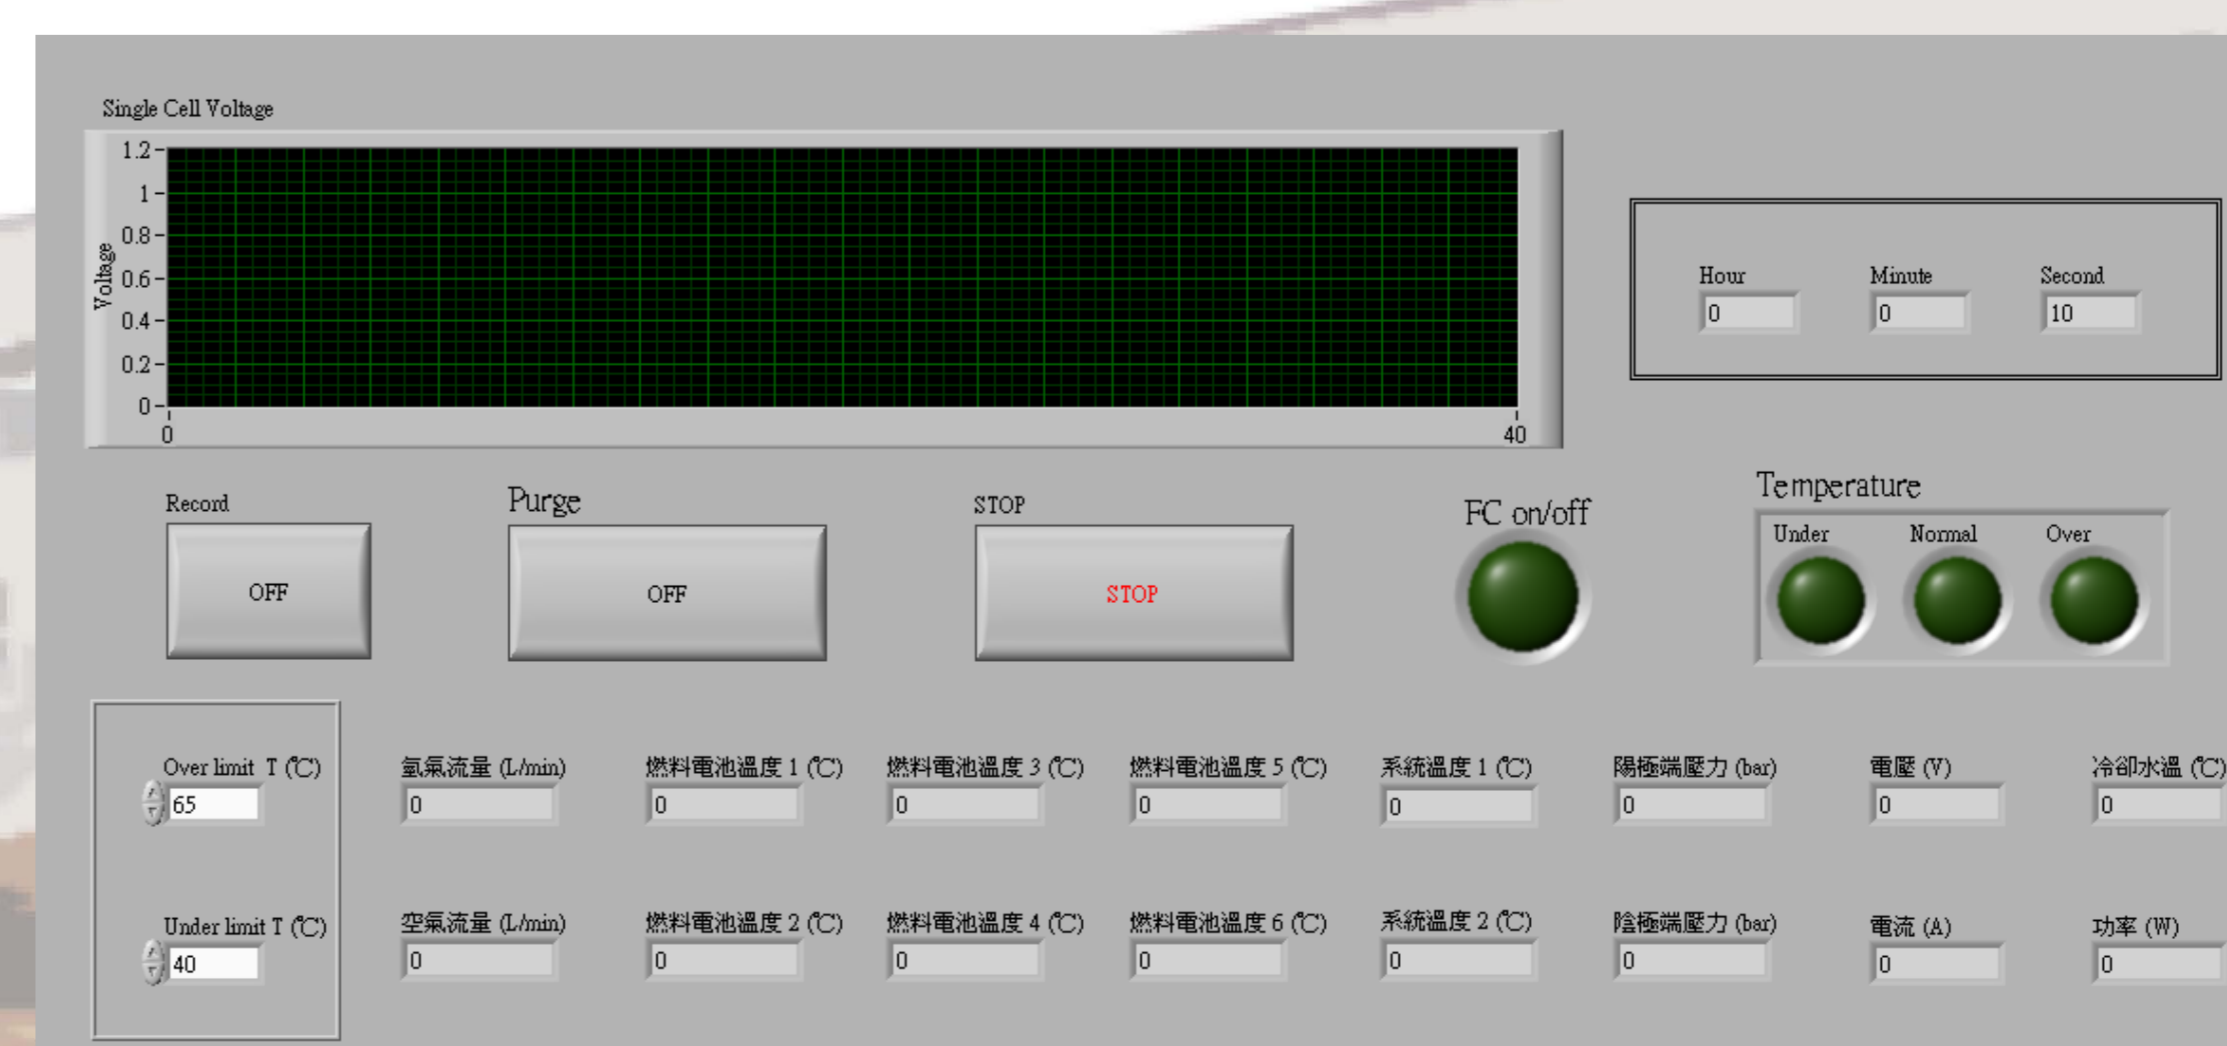 Single Cell Voltage
Voltage
1.2
1
0.8
0.6
0.4
0.2
0
0 40
Hour Minute Second
0 0 10
Record Purge STOP FC on/off Temperature
Under Normal Over
OFF OFF STOP
Over limit T (℃) 氫氣流量 (L/min) 燃料電池溫度 1 (℃) 燃料電池溫度 3 (℃) 燃料電池溫度 5 (℃) 系統溫度 1 (℃) 陽極端壓力 (bar) 電壓 (V) 冷卻水溫 (℃)
65 0 0 0 0 0 0 0 0
Under limit T (℃) 空氣流量 (L/min) 燃料電池溫度 2 (℃) 燃料電池溫度 4 (℃) 燃料電池溫度 6 (℃) 系統溫度 2 (℃) 陰極端壓力 (bar) 電流 (A) 功率 (W)
40 0 0 0 0 0 0 0 0